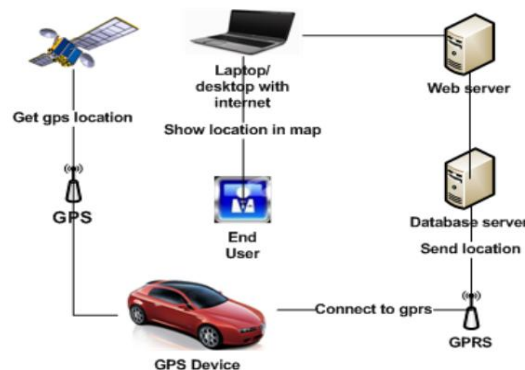 Laptop/
desktop with
internet
Web server
Get gps location
Show location in map
GPS
End
User
Database server
Send location
Connect to gprs
GPRS
GPS Device